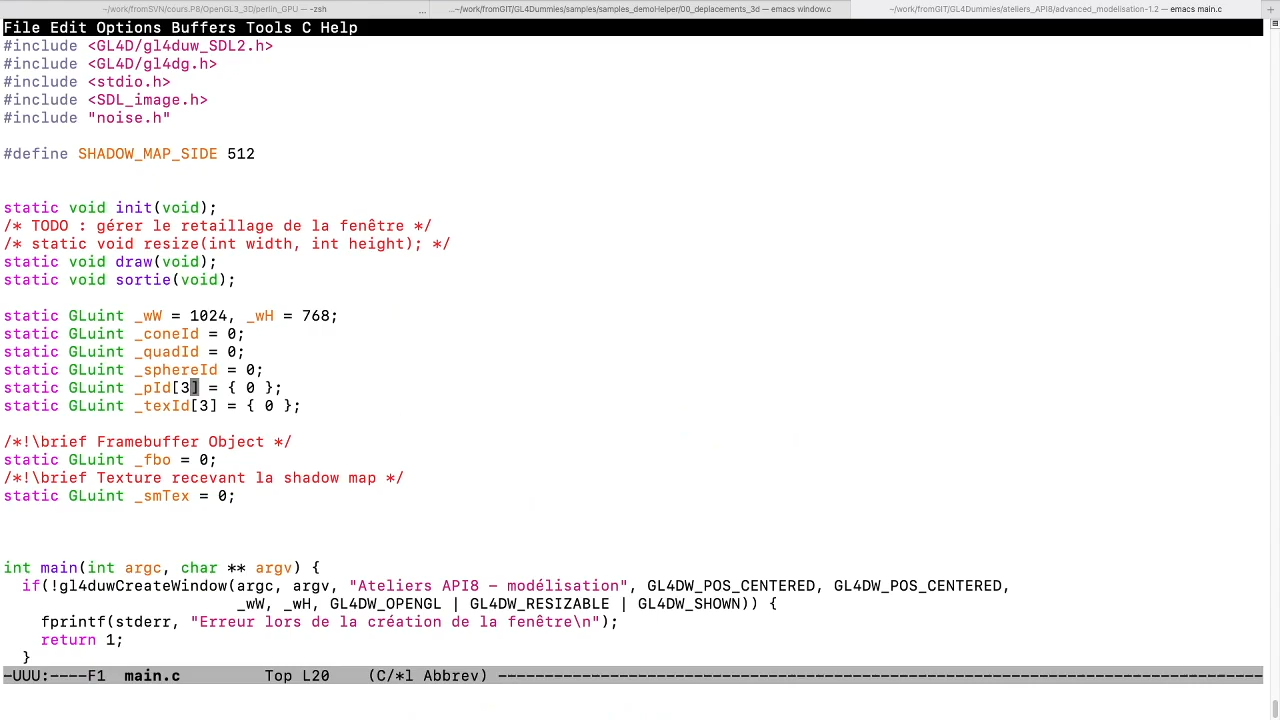 ~/work/fromSVN/cours.P8/OpenGL3_3D/perlin_GPU — -zsh
... ...~/work/fromGIT/GL4Dummies/samples/samples_demoHelper/00_deplacements_3d — emacs window.c
~/work/fromGIT/GL4Dummies/ateliers_API8/advanced_modelisation-1.2 — emacs main.c
File Edit Options Buffers Tools C Help
#include <GL4D/gl4duw_SDL2.h>
#include <GL4D/gl4dg.h>
#include <stdio.h>
#include <SDL_image.h>
#include "noise.h"
#define SHADOW_MAP_SIDE 512
static void init(void);
/* TODO : gérer le retaillage de la fenêtre */
/* static void resize(int width, int height); */
static void draw(void);
static void sortie(void);
static GLuint _wW = 1024, _wH = 768;
static GLuint _coneId = 0;
static GLuint _quadId = 0;
static GLuint _sphereId = 0;
static GLuint _pId[3] = { 0 };
static GLuint _texId[3] = { 0 };
/*!\brief Framebuffer Object */
static GLuint _fbo = 0;
/*!\brief Texture recevant la shadow map */
static GLuint _smTex = 0;
int main(int argc, char ** argv) {
if(!gl4duwCreateWindow(argc, argv, "Ateliers API8 - modélisation", GL4DW_POS_CENTERED, GL4DW_POS_CENTERED,
_wW, _wH, GL4DW_OPENGL | GL4DW_RESIZABLE | GL4DW_SHOWN)) {
fprintf(stderr, "Erreur lors de la création de la fenêtre\n");
return 1;
}
-UUU:----F1 main.c Top L20 (C/*l Abbrev) ----------------------------------------------------------------------------------